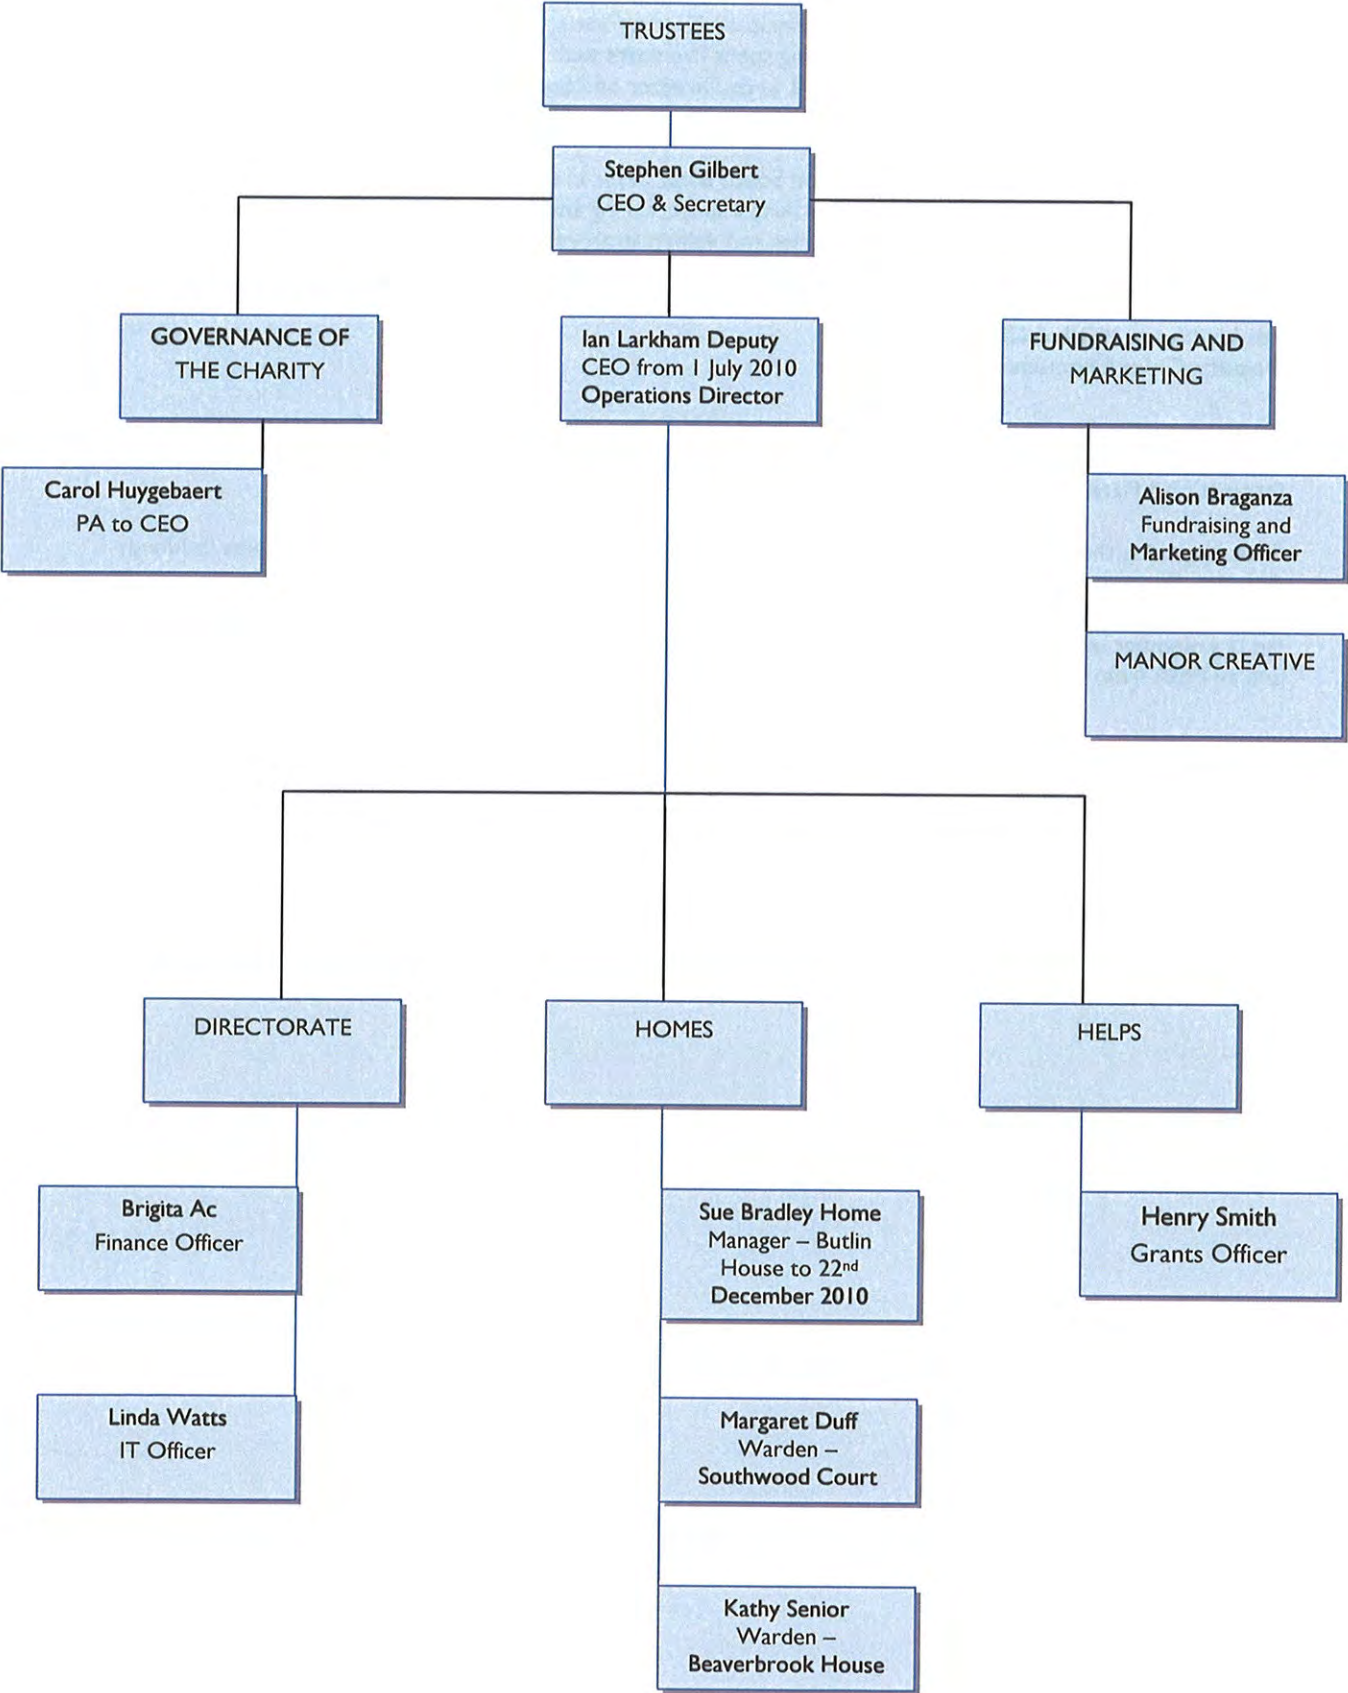 TRUSTEES
Stephen Gilbert
CEO & Secretary
GOVERNANCE OF
THE CHARITY
Ian Larkham Deputy
CEO from 1 July 2010
Operations Director
FUNDRAISING AND
MARKETING
Carol Huygebaert
PA to CEO
Alison Braganza
Fundraising and
Marketing Officer
MANOR CREATIVE
DIRECTORATE
HOMES
HELPS
Brigita Ac
Finance Officer
Sue Bradley Home
Manager – Butlin
House to 22nd
December 2010
Henry Smith
Grants Officer
Linda Watts
IT Officer
Margaret Duff
Warden –
Southwood Court
Kathy Senior
Warden –
Beaverbrook House